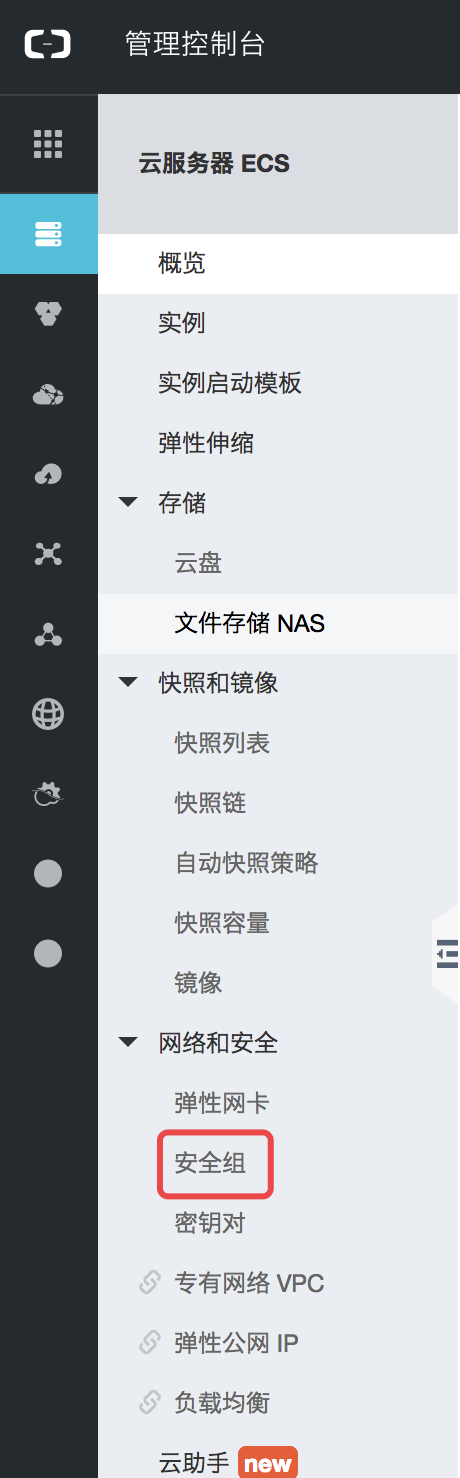 管理控制台
云服务器 ECS
概览
实例
实例启动模板
弹性伸缩
存储
云盘
文件存储 NAS
快照和镜像
快照列表
快照链
自动快照策略
快照容量
镜像
网络和安全
弹性网卡
安全组
密钥对
专有网络 VPC
弹性公网 IP
负载均衡
云助手 new